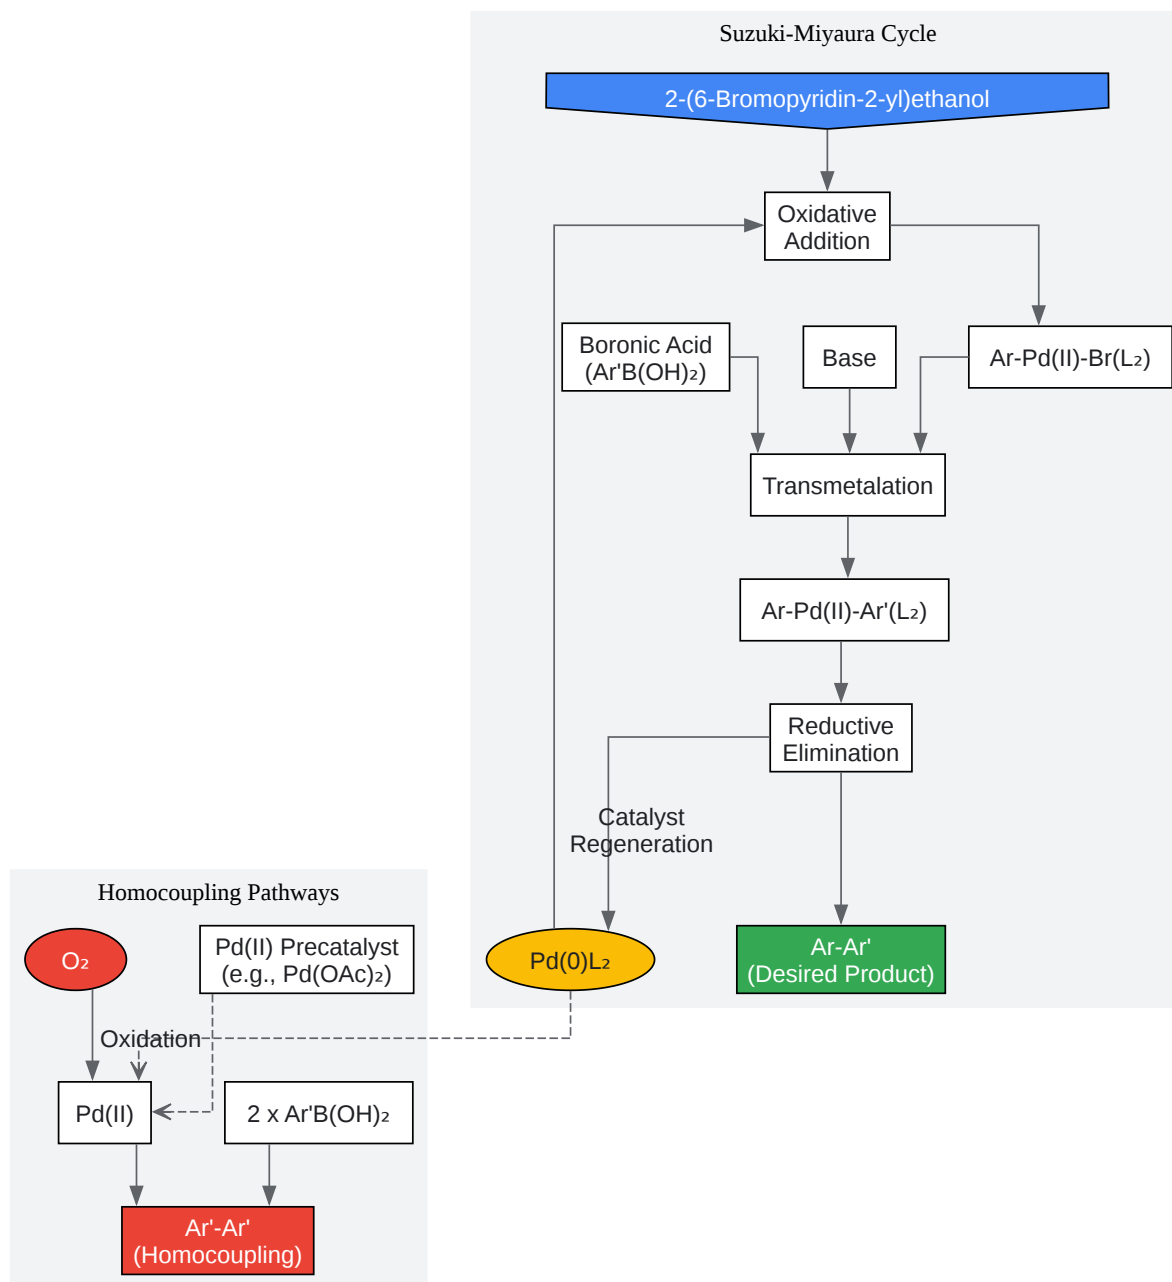 Suzuki-Miyaura Cycle
2-(6-Bromopyridin-2-yl)ethanol
Oxidative
Addition
Boronic Acid
(Ar'B(OH)₂)
Base
Ar-Pd(II)-Br(L₂)
Transmetalation
Ar-Pd(II)-Ar'(L₂)
Reductive
Elimination
Catalyst
Regeneration
Pd(0)L₂
Ar-Ar'
(Desired Product)
Homocoupling Pathways
O₂
Pd(II) Precatalyst
(e.g., Pd(OAc)₂)
Oxidation
Pd(II)
2 x Ar'B(OH)₂
Ar'-Ar'
(Homocoupling)